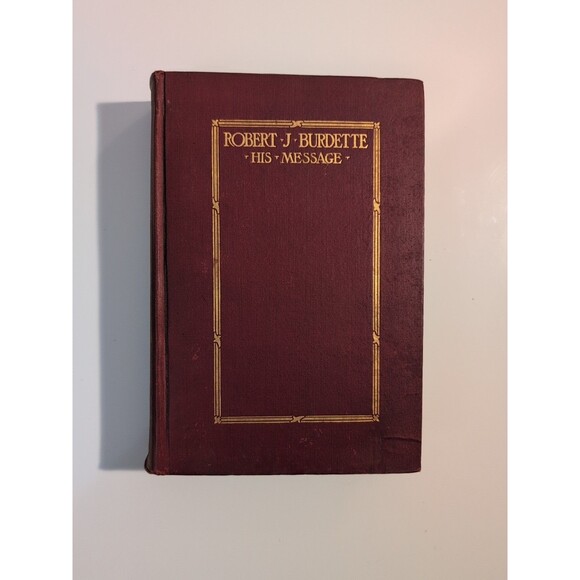 ROBERT · J · BURDETTE
· HIS · MESSAGE ·